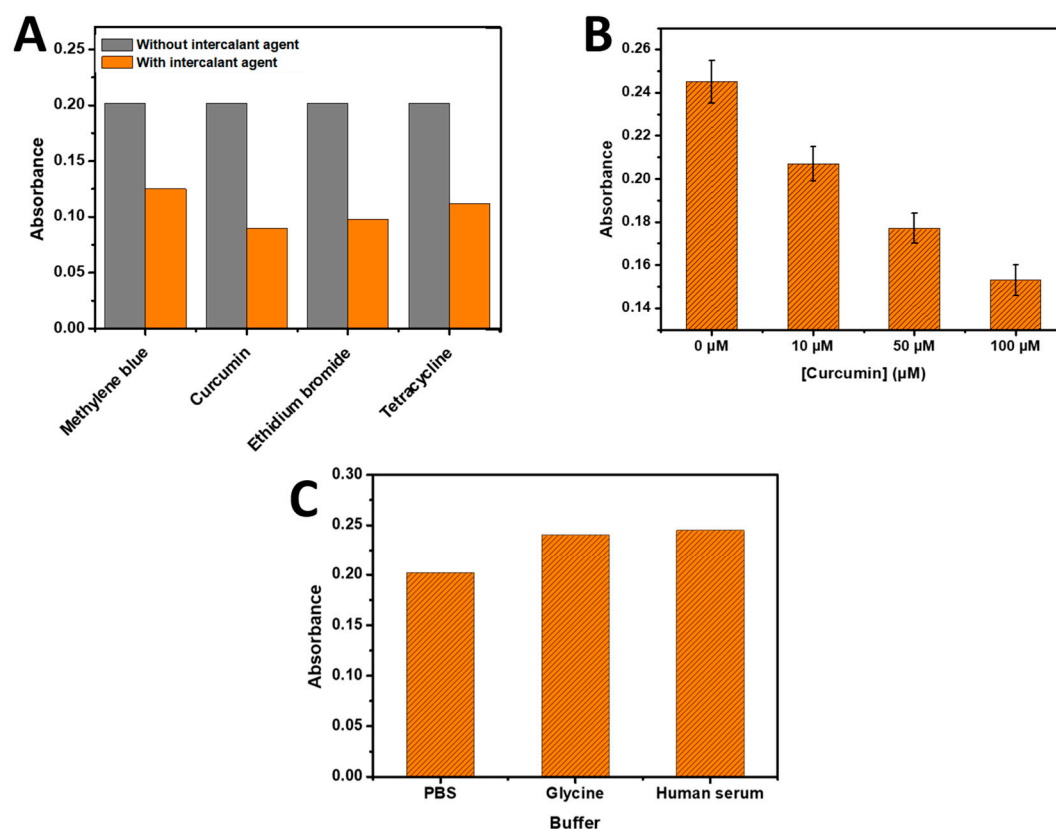 A
Without intercalant agent
With intercalant agent
0.25
0.20
0.15
0.10
0.05
0.00
Absorbance
Methylene blue
Curcumin
Ethidium bromide
Tetracycline
B
0.26
0.24
0.22
0.20
0.18
0.16
0.14
Absorbance
0 µM 10 µM 50 µM 100 µM
[Curcumin] (µM)
C
0.30
0.25
0.20
0.15
0.10
0.05
0.00
Absorbance
PBS Glycine Human serum
Buffer